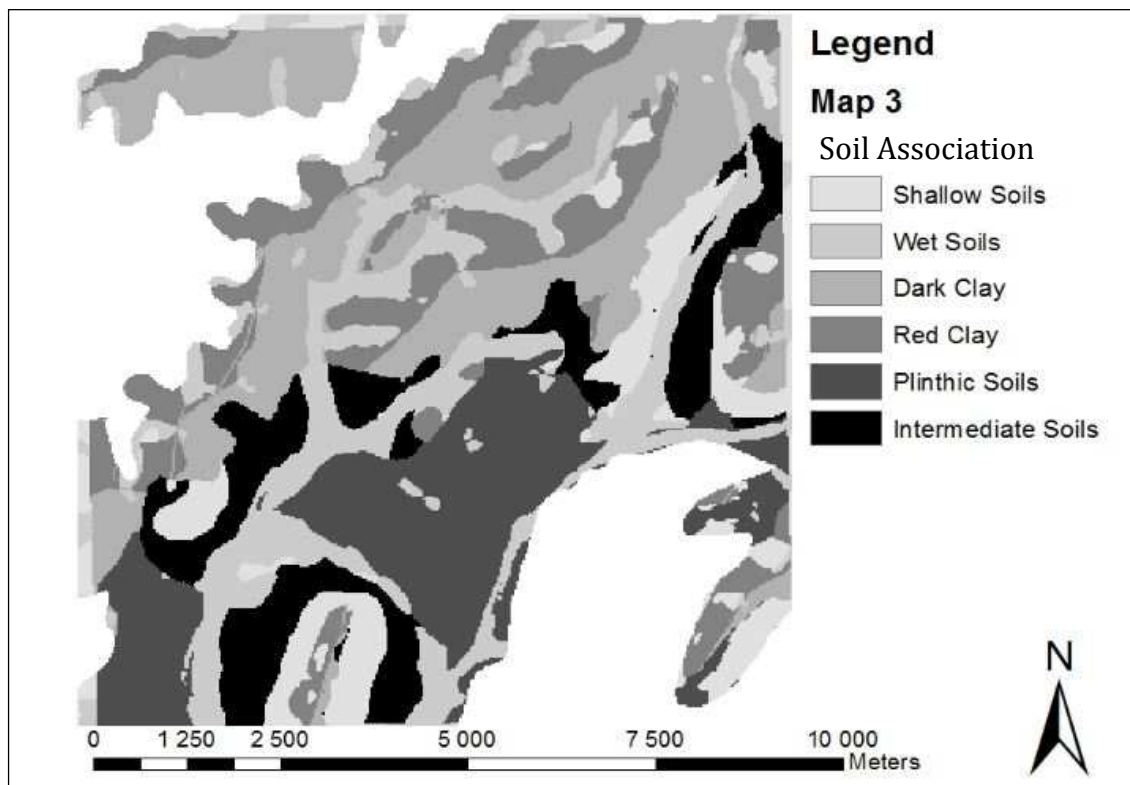 Legend
Map 3
Soil Association
Shallow Soils
Wet Soils
Dark Clay
Red Clay
Plinthic Soils
Intermediate Soils
N
0 1 250 2 500 5 000 7 500 10 000
Meters